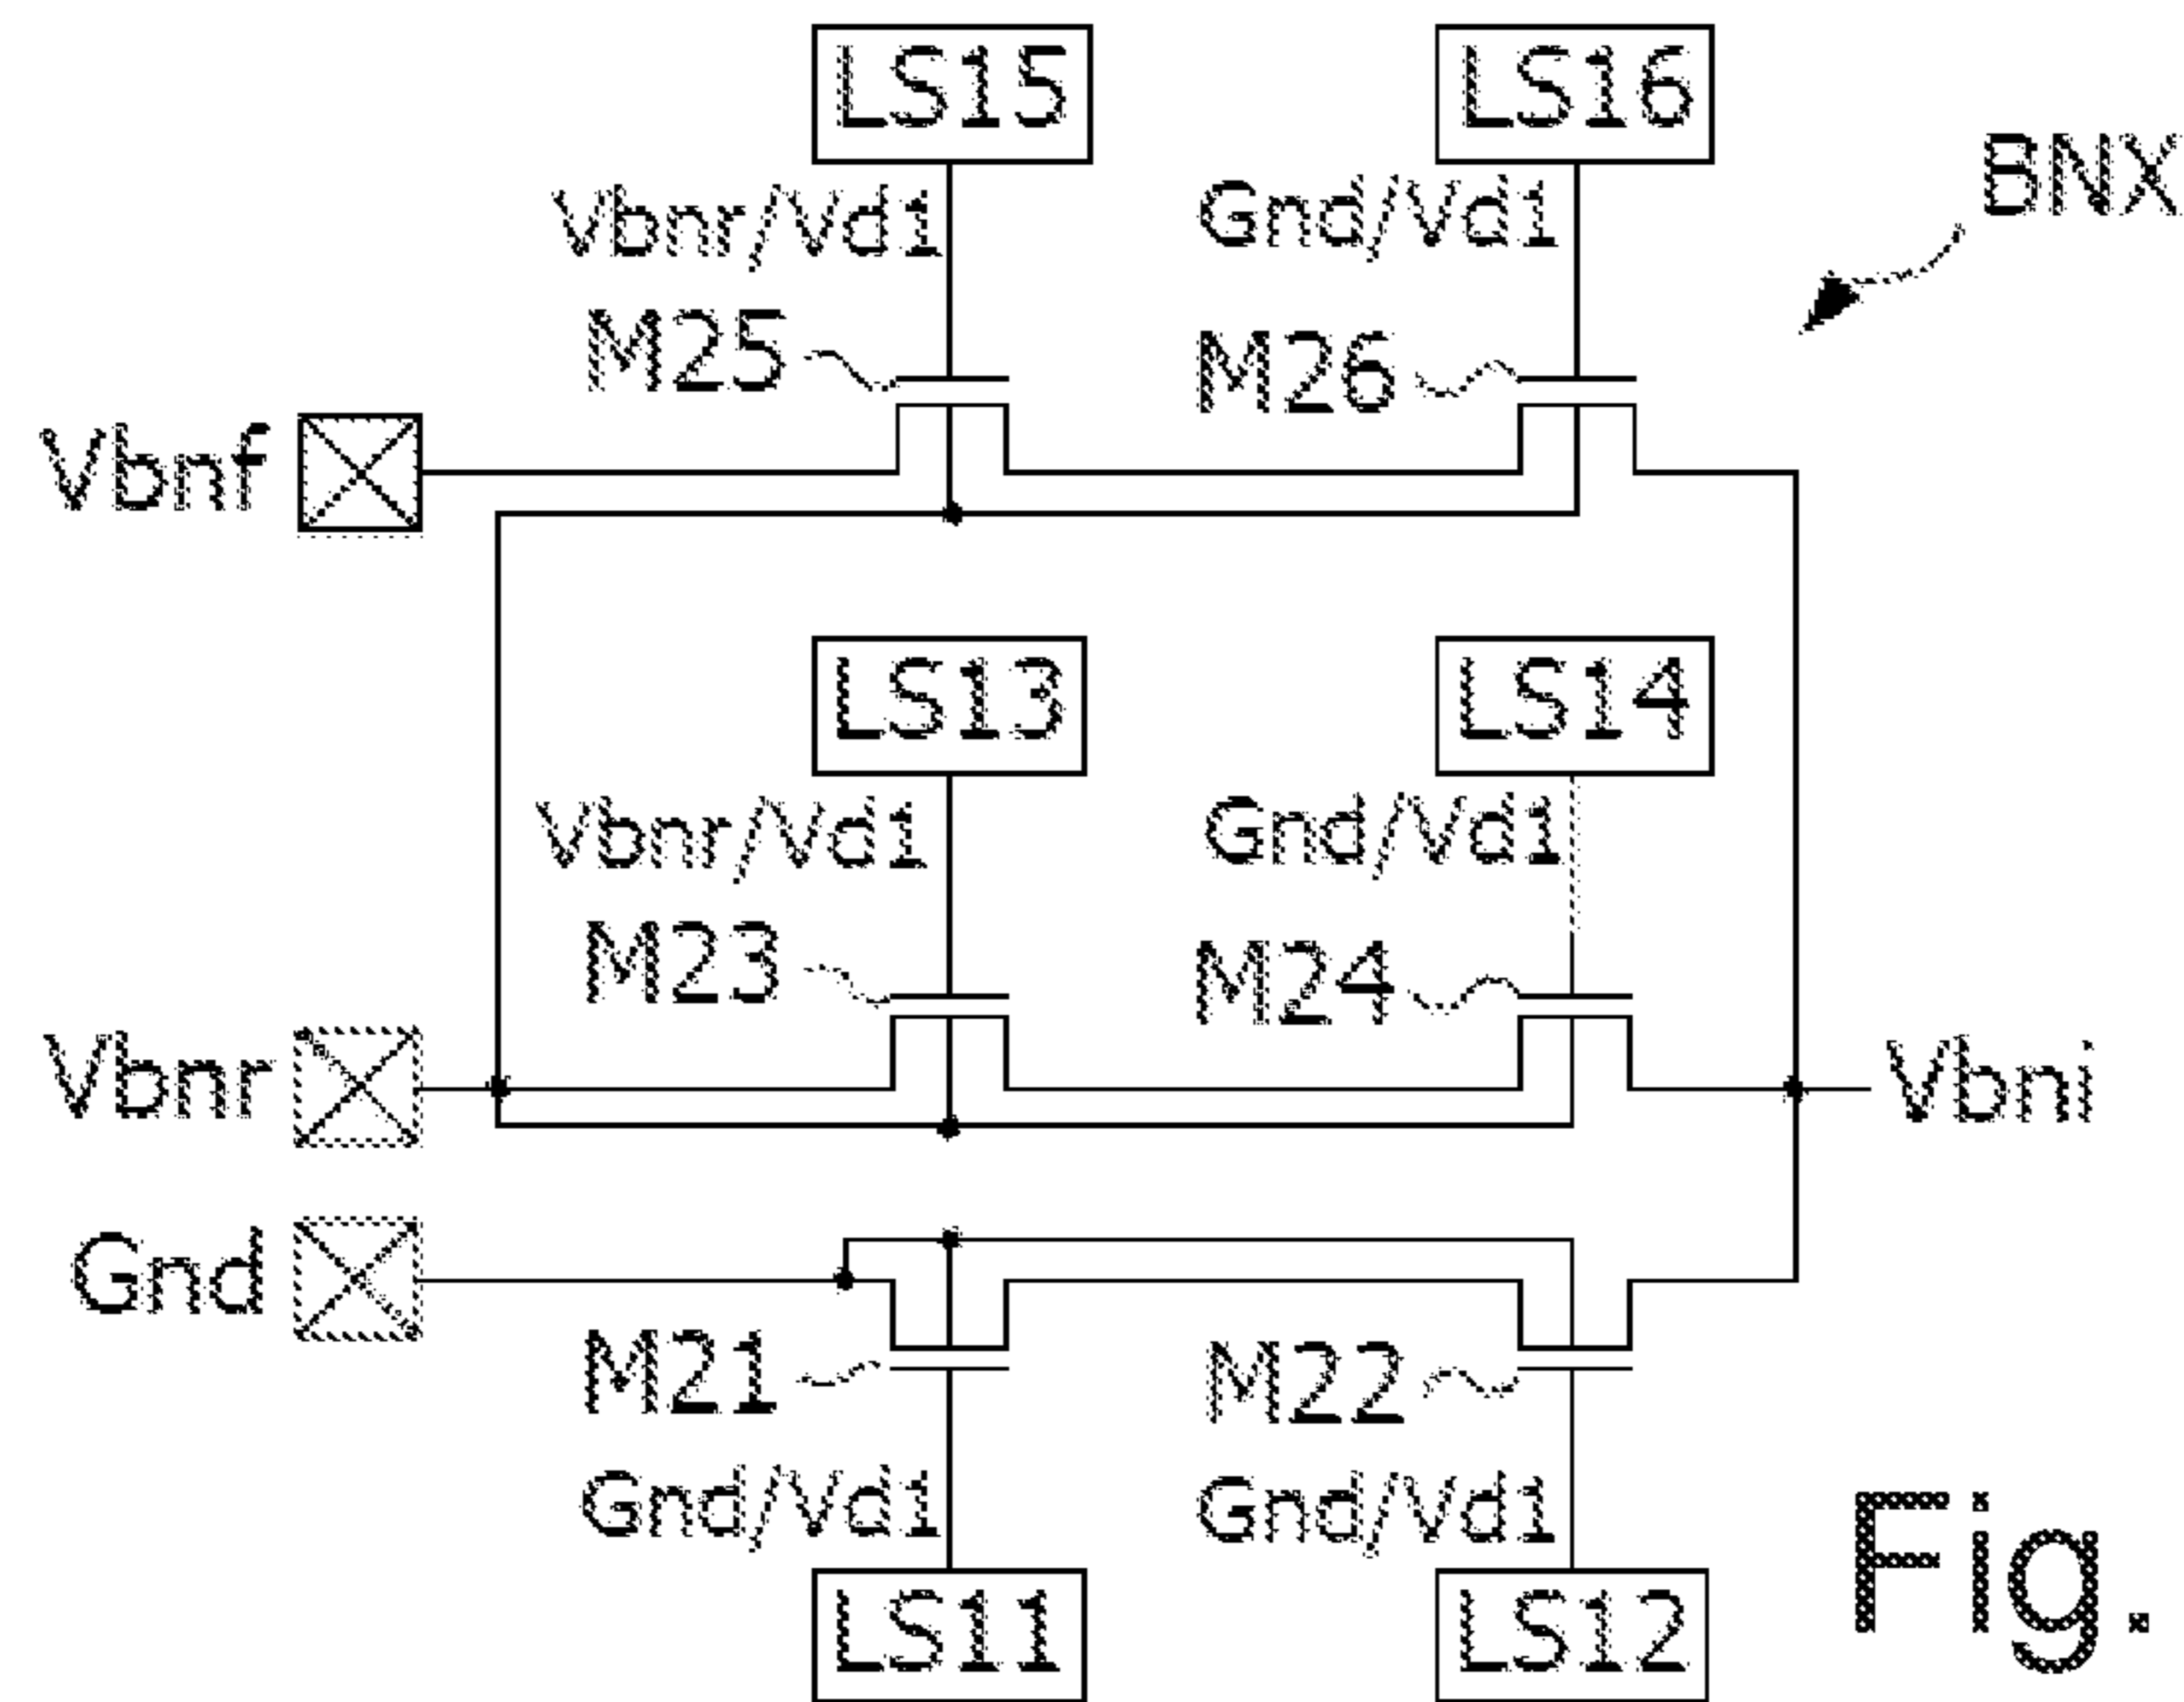 LS15
LS16
BNX
Vbnr/Vd1
Gnd/Vd1
M25
M26
Vbnf
LS13
LS14
Vbnr/Vd1
Gnd/Vd1
M23
M24
Vbnr
Vbni
Gnd
M21
M22
Gnd/Vd1
Gnd/Vd1
LS11
LS12
Fig.